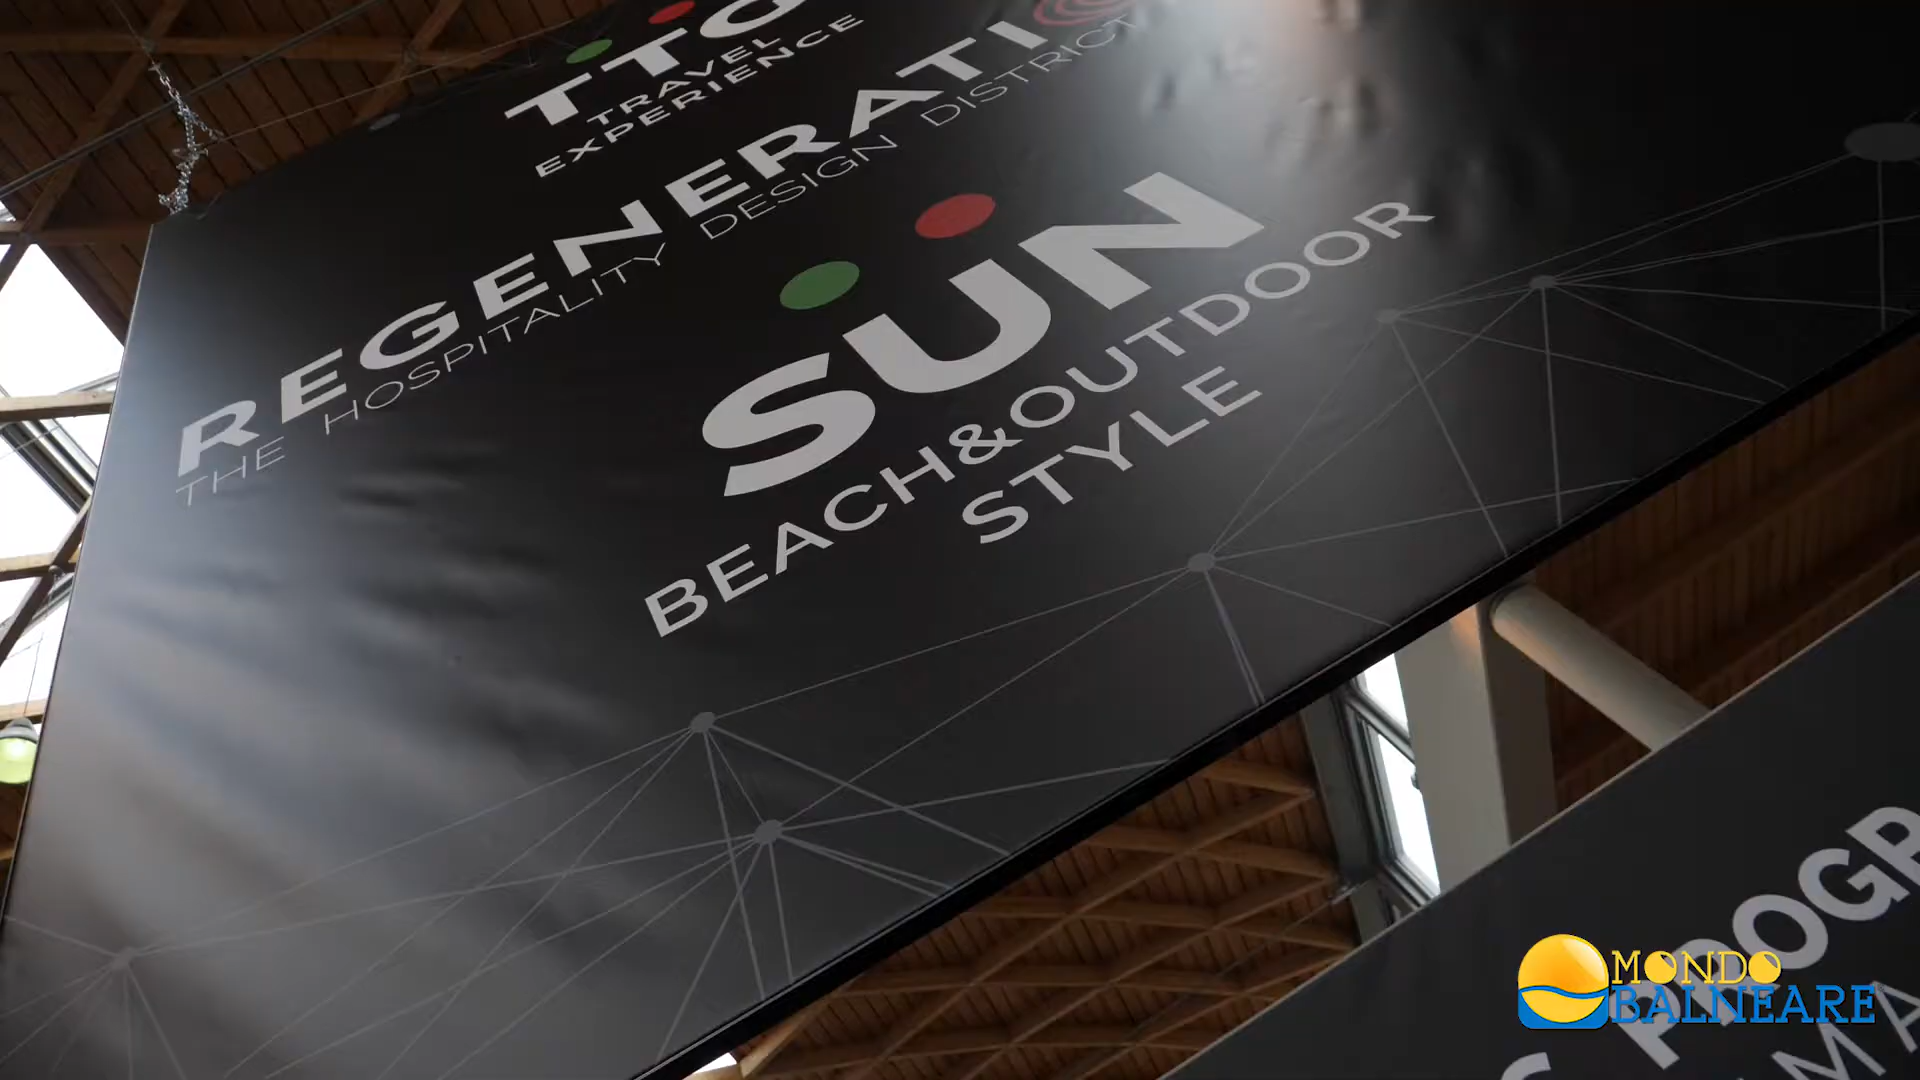 TTG
TRAVEL
EXPERIENCE
REGENERATI
THE HOSPITALITY DESIGN DISTRICT
SUN
BEACH&OUTDOOR
STYLE
MONDO
BALNEARE